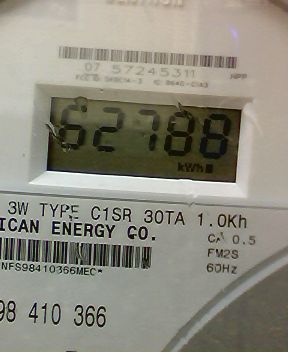 07 57245311
HPP
62788
kWh
3W TYPE C1SR 30TA 1.0Kh
ICAN ENERGY CO.
CA 0.5
FM2S
60Hz
NFS98410366MEC*
98 410 366